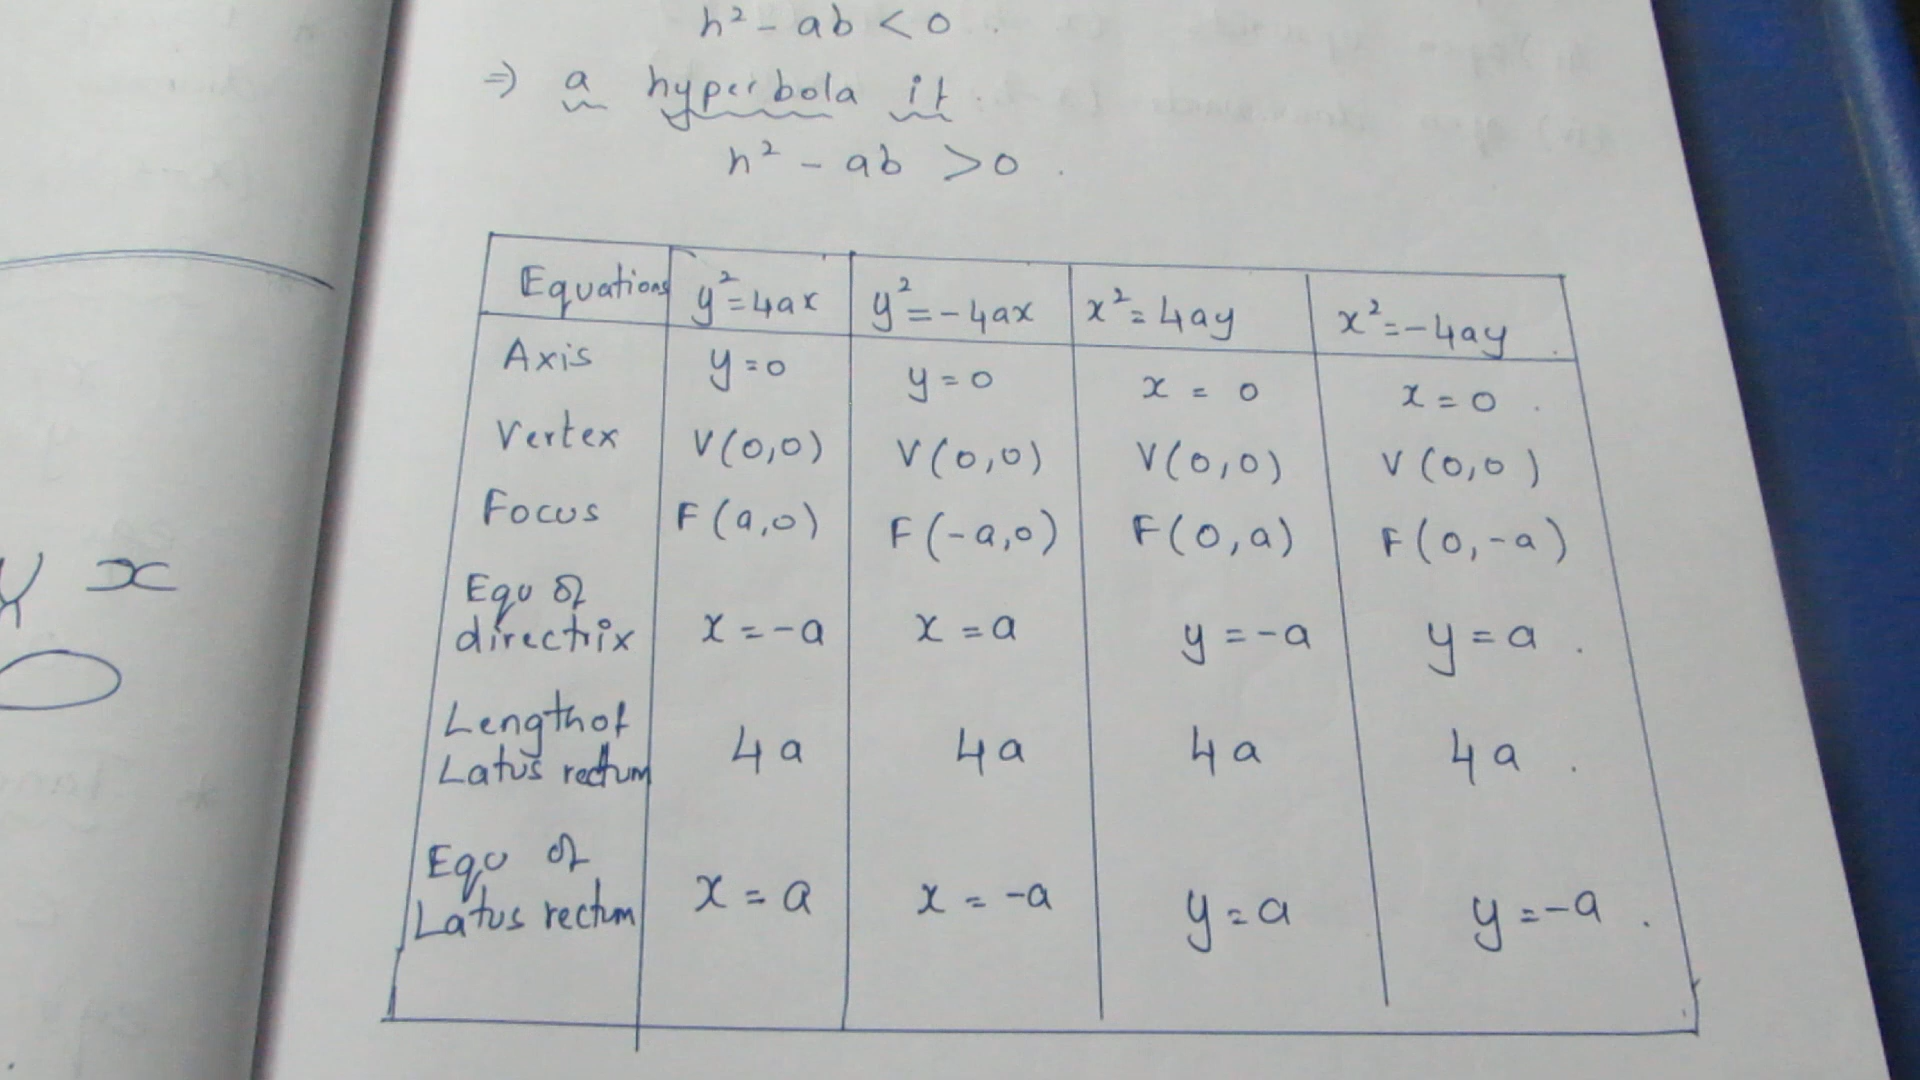 h² - ab < 0.
⇒ a hyperbola if
h² - ab > 0.
Equations y²=4ax y²=-4ax x²=4ay x²=-4ay
Axis y=0 y=0 x = 0 x=0
Vertex V(0,0) V(0,0) V(0,0) V(0,0)
Focus F(a,0) F(-a,0) F(0,a) F(0,-a)
Equ of
directrix x=-a x=a y=-a y=a
Length of
Latus rectum 4a 4a 4a 4a
Equ of
Latus rectum x=a x=-a y=a y=-a
y x